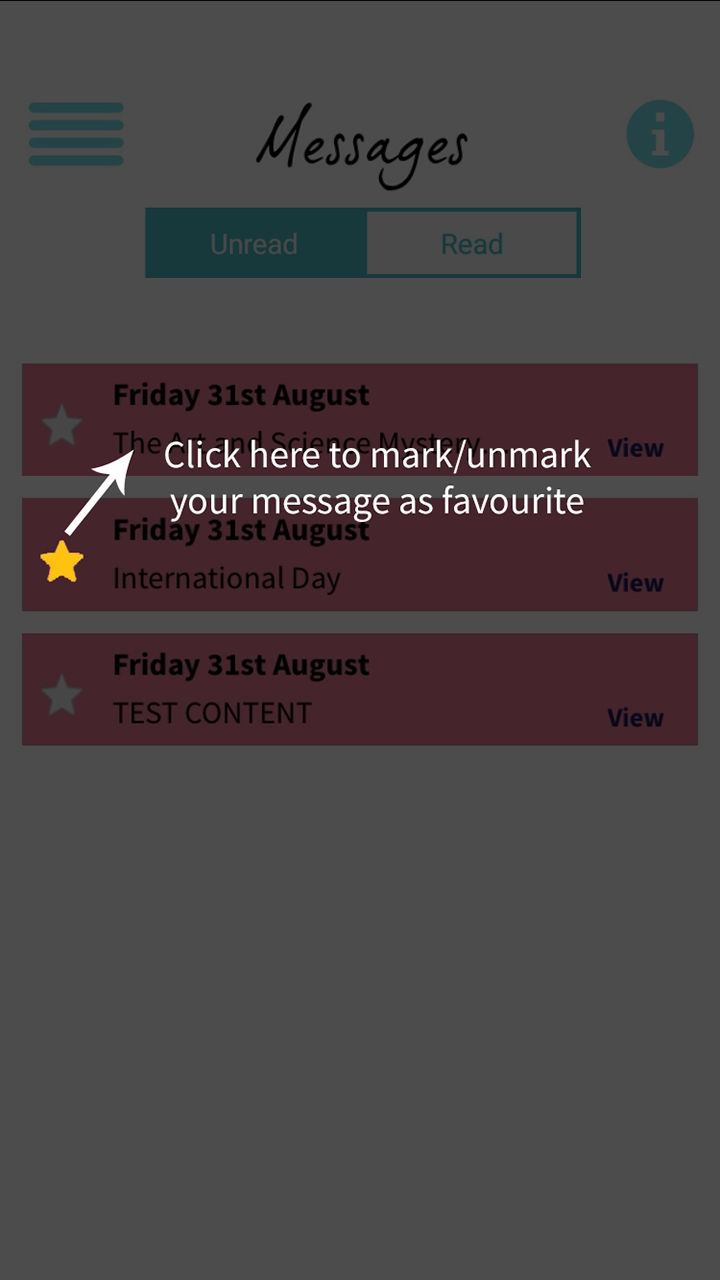 Messages
Unread
Read
Friday 31st August
The Art and Science Mystery
View
Click here to mark/unmark
your message as favourite
Friday 31st August
International Day
View
Friday 31st August
TEST CONTENT
View